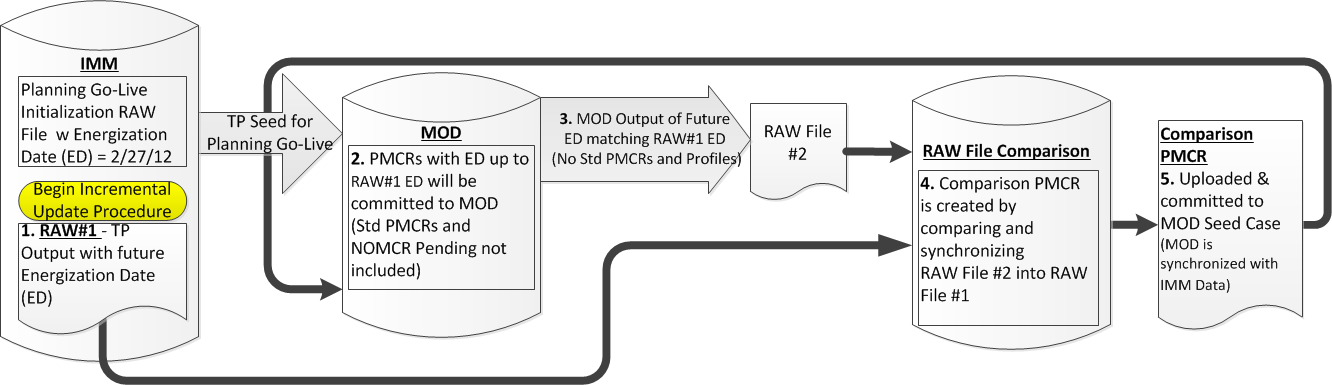 IMM
Planning Go-Live
Initialization RAW
File  w Energization
Date (ED) = 2/27/12
Begin Incremental
Update Procedure
1. RAW#1 - TP
Output with future
Energization Date
(ED)
TP Seed for
Planning Go-Live
MOD
2. PMCRs with ED up to
RAW#1 ED will be
committed to MOD
(Std PMCRs and
NOMCR Pending not
included)
3. MOD Output of Future
ED matching RAW#1 ED
(No Std PMCRs and Profiles)
RAW File
#2
RAW File Comparison
4. Comparison PMCR
is created by
comparing and
synchronizing
RAW File #2 into RAW
File #1
Comparison
PMCR
5. Uploaded &
committed to
MOD Seed Case
(MOD is
synchronized with
IMM Data)